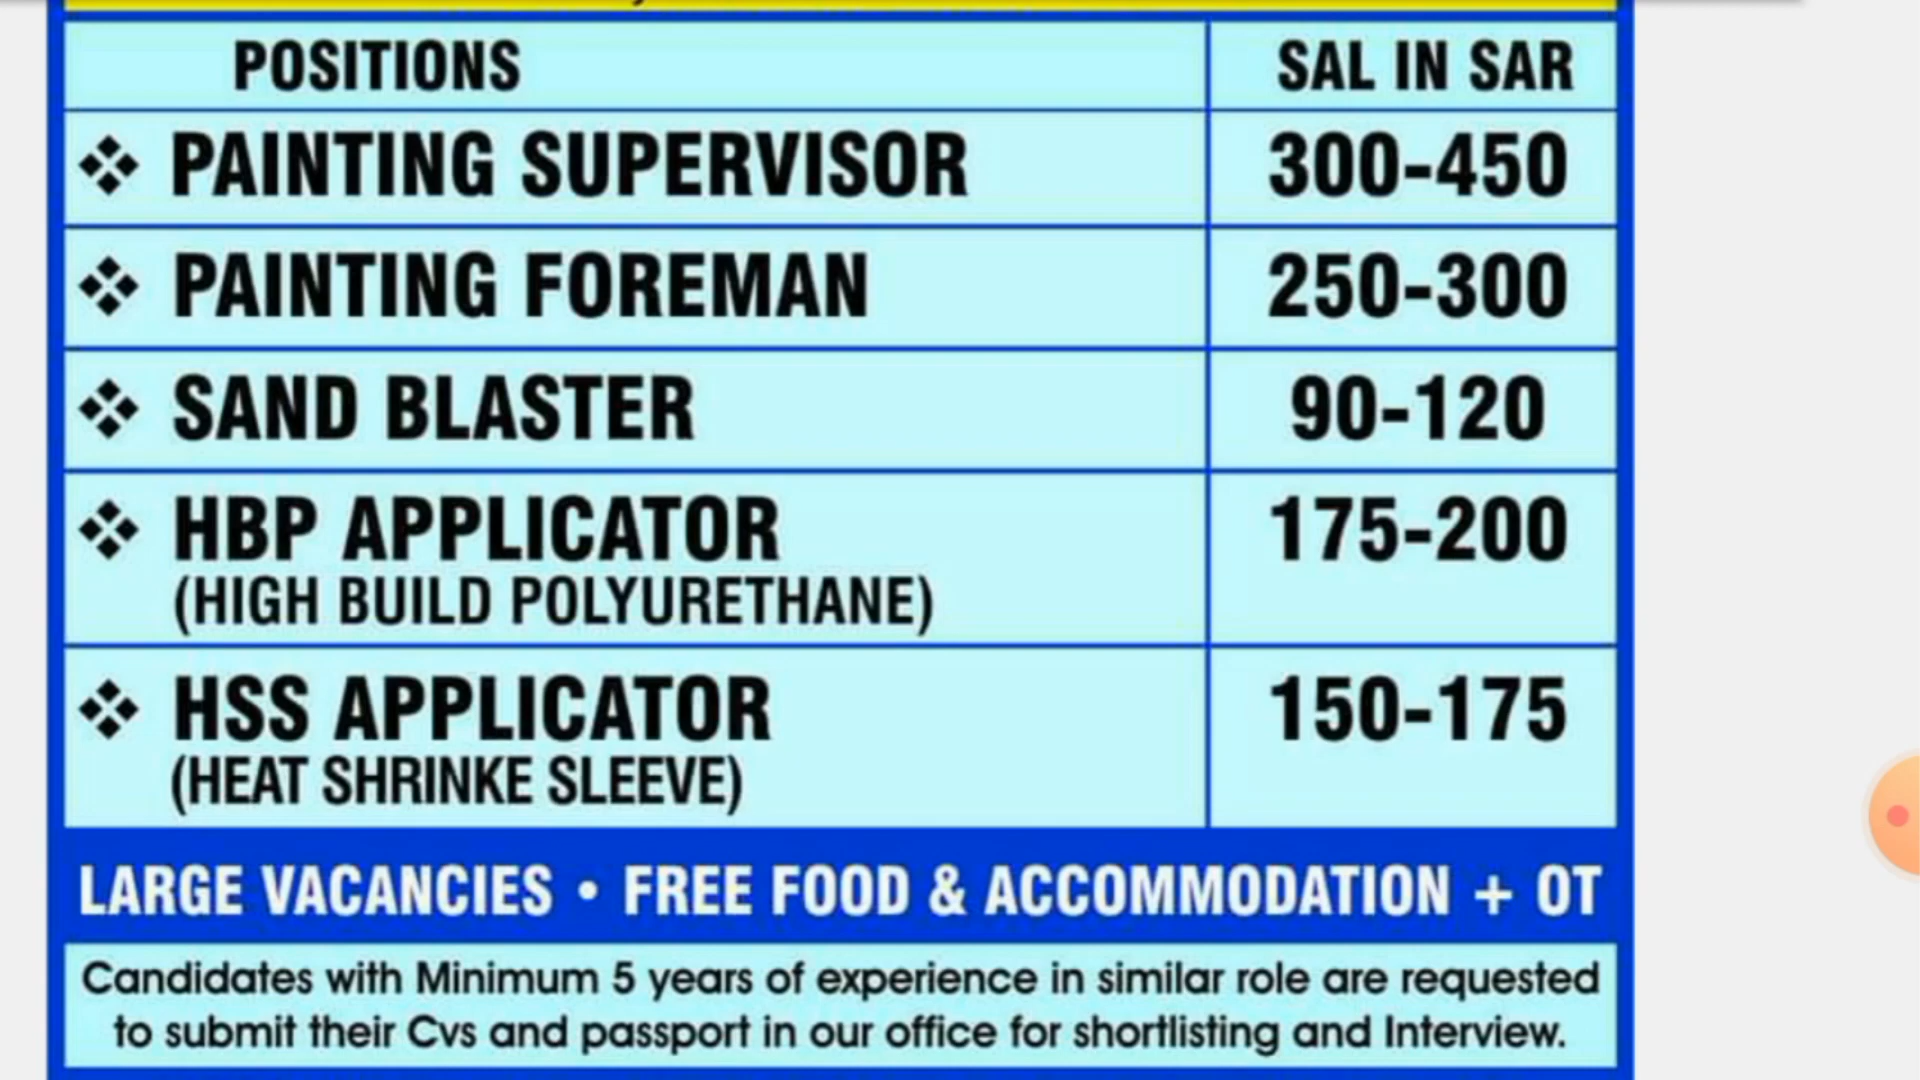 POSITIONS SAL IN SAR
❖ PAINTING SUPERVISOR 300-450
❖ PAINTING FOREMAN 250-300
❖ SAND BLASTER 90-120
❖ HBP APPLICATOR 175-200
(HIGH BUILD POLYURETHANE)
❖ HSS APPLICATOR 150-175
(HEAT SHRINKE SLEEVE)
LARGE VACANCIES • FREE FOOD & ACCOMMODATION + OT
Candidates with Minimum 5 years of experience in similar role are requested
to submit their Cvs and passport in our office for shortlisting and Interview.